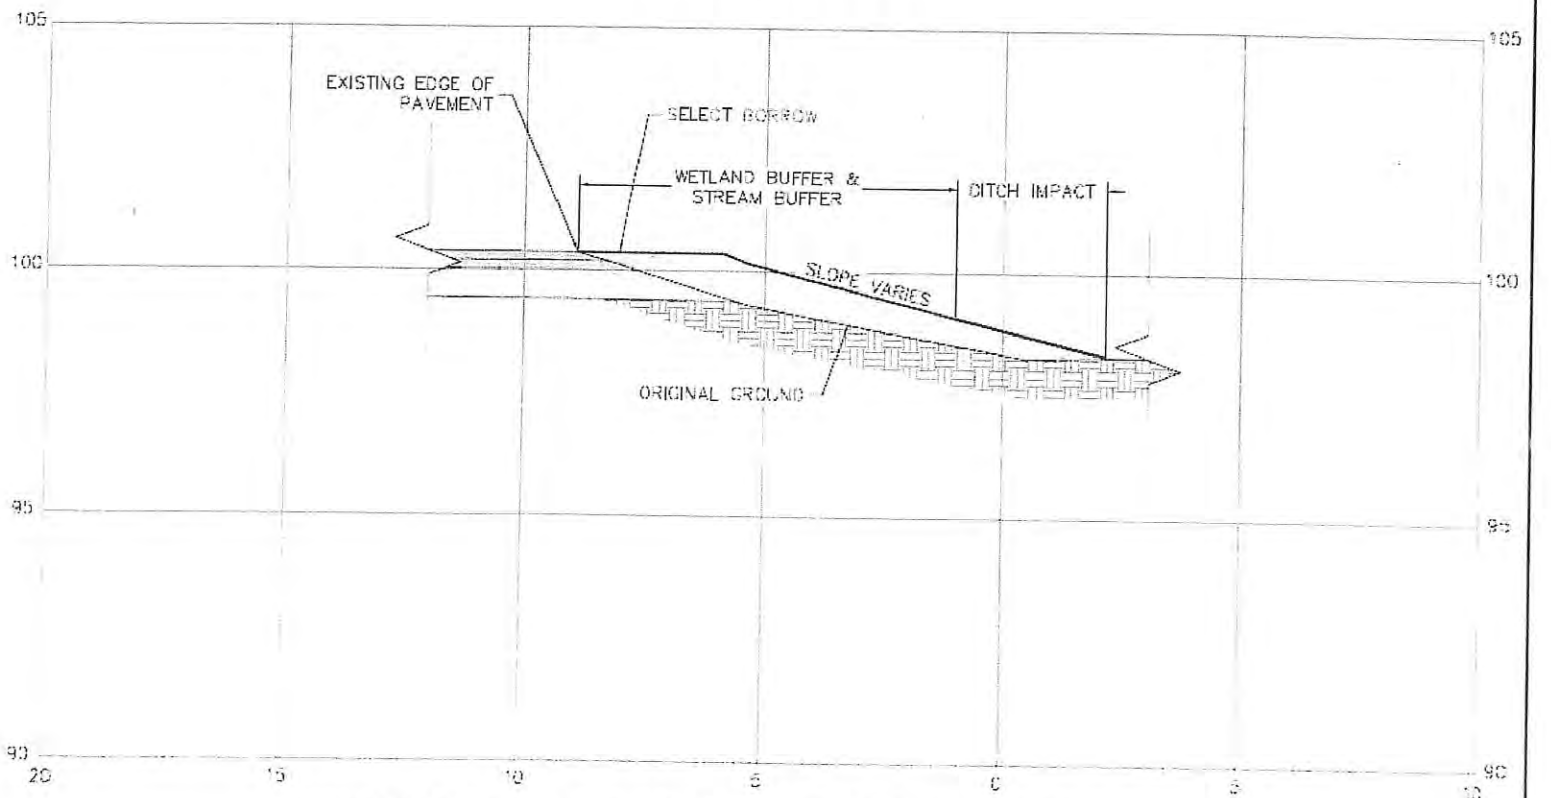 105
105
EXISTING EDGE OF
PAVEMENT
SELECT BORROW
WETLAND BUFFER &
STREAM BUFFER
DITCH IMPACT
100
SLOPE VARIES
100
ORIGINAL GROUND
95
95
90
90
20
15
10
5
0
5
10